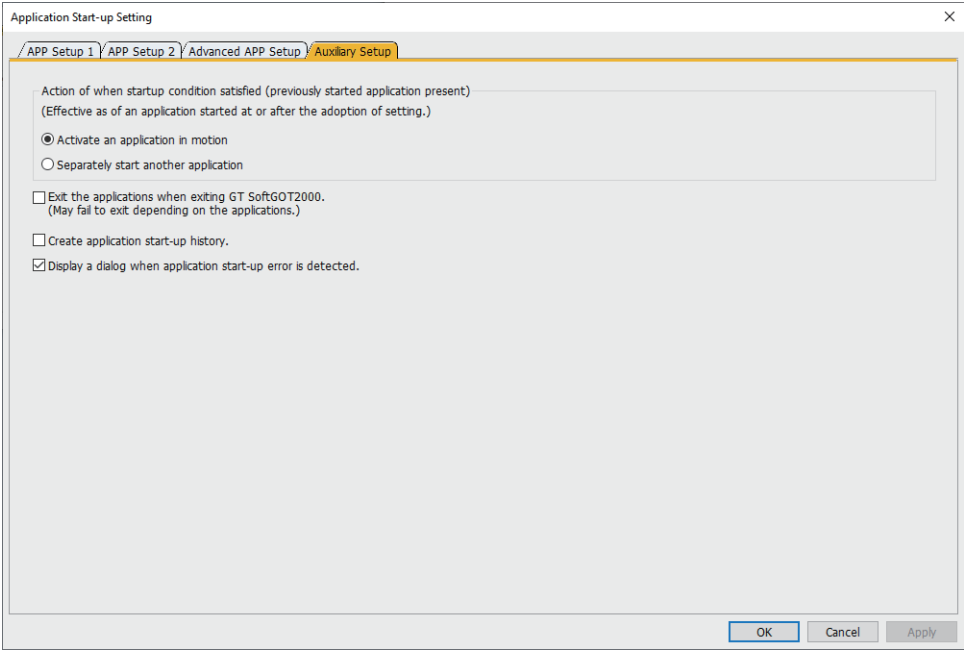 Application Start-up Setting
APP Setup 1 APP Setup 2 Advanced APP Setup Auxiliary Setup
Action of when startup condition satisfied (previously started application present)
(Effective as of an application started at or after the adoption of setting.)
Activate an application in motion
Separately start another application
Exit the applications when exiting GT SoftGOT2000.
(May fail to exit depending on the applications.)
Create application start-up history.
Display a dialog when application start-up error is detected.
OK Cancel Apply